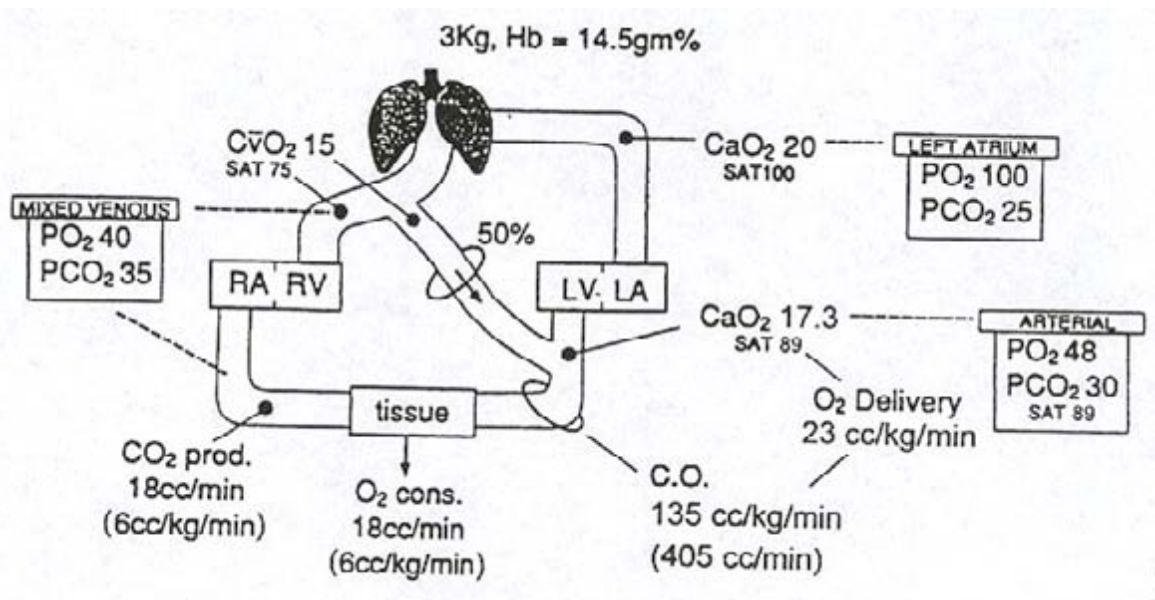 3Kg, Hb = 14.5gm%
Cv̄O₂ 15
SAT 75
CaO₂ 20
SAT100
LEFT ATRIUM
PO₂ 100
PCO₂ 25
MIXED VENOUS
PO₂ 40
PCO₂ 35
50%
RA RV
LV LA
CaO₂ 17.3
SAT 89
ARTERIAL
PO₂ 48
PCO₂ 30
SAT 89
O₂ Delivery
23 cc/kg/min
tissue
CO₂ prod.
18cc/min
(6cc/kg/min)
O₂ cons.
18cc/min
(6cc/kg/min)
C.O.
135 cc/kg/min
(405 cc/min)